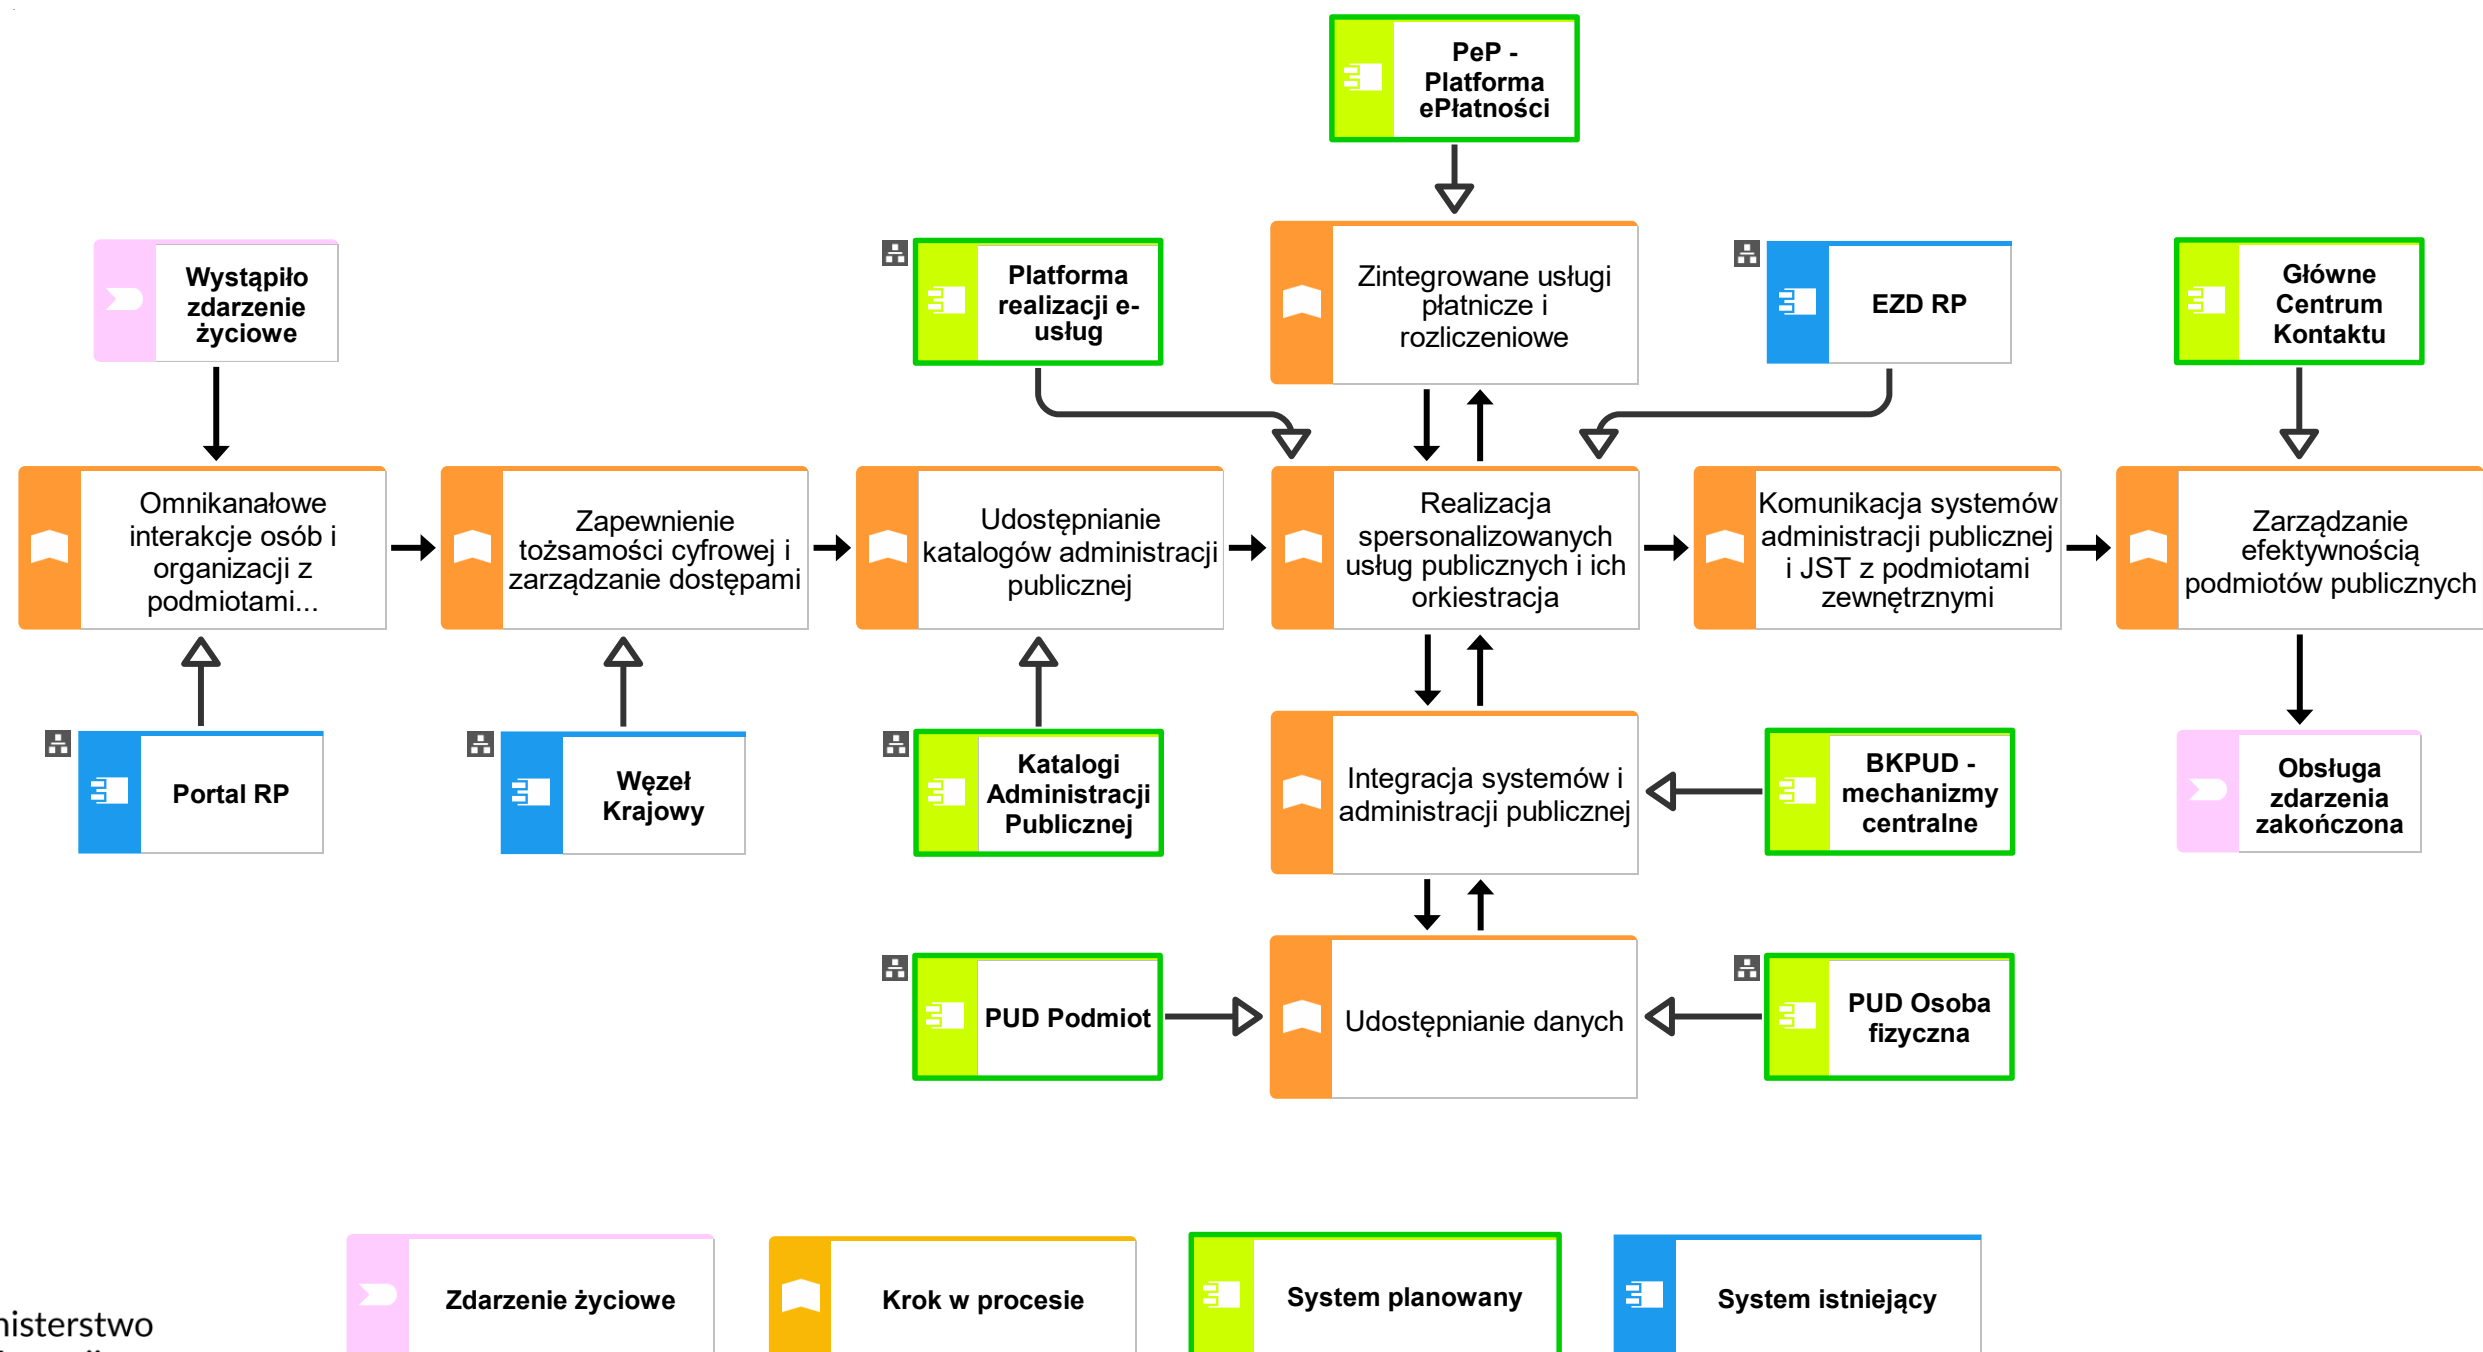 PeP -
Platforma
ePłatności
Wystąpiło
zdarzenie
życiowe
Platforma
realizacji e-
usług
Zintegrowane usługi
płatnicze i
rozliczeniowe
EZD RP
Główne
Centrum
Kontaktu
Omnikanałowe
interakcje osób i
organizacji z
podmiotami...
Zapewnienie
tożsamości cyfrowej i
zarządzanie dostępami
Udostępnianie
katalogów administracji
publicznej
Realizacja
spersonalizowanych
usług publicznych i ich
orkiestracja
Komunikacja systemów
administracji publicznej
i JST z podmiotami
zewnętrznymi
Zarządzanie
efektywnością
podmiotów publicznych
Portal RP
Węzeł
Krajowy
Katalogi
Administracji
Publicznej
Integracja systemów i
administracji publicznej
BKPUD -
mechanizmy
centralne
Obsługa
zdarzenia
zakończona
PUD Podmiot
Udostępnianie danych
PUD Osoba
fizyczna
Zdarzenie życiowe
Krok w procesie
System planowany
System istniejący
nisterstwo